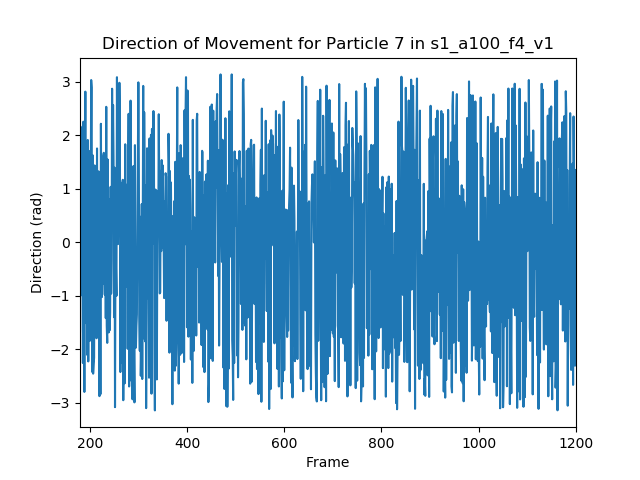 Direction of Movement for Particle 7 in s1_a100_f4_v1
3
2
1
0
−1
−2
−3
Direction (rad)
200 400 600 800 1000 1200
Frame